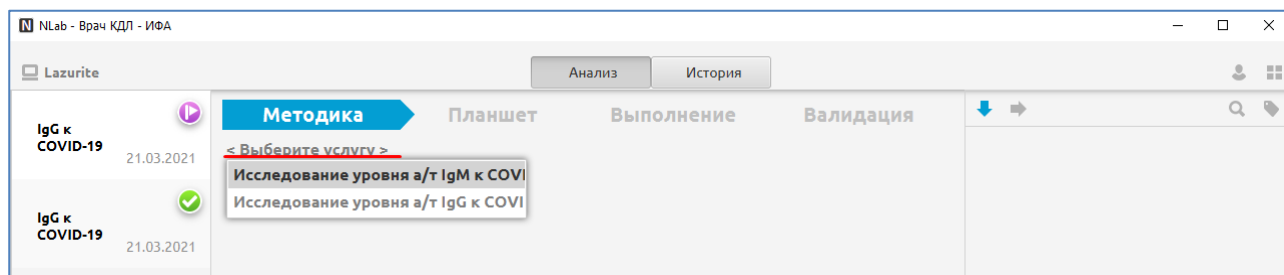 NLab - Врач КДЛ - ИФА
Lazurite
Анализ История
IgG к
COVID-19
21.03.2021
IgG к
COVID-19
21.03.2021
Методика Планшет Выполнение Валидация
< Выберите услугу >
Исследование уровня а/т IgM к COVI
Исследование уровня а/т IgG к COVI